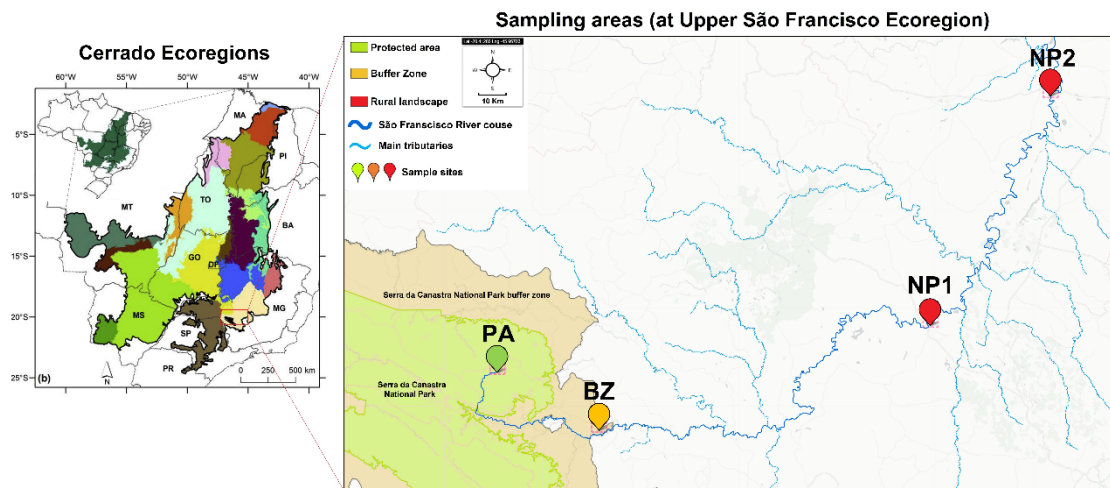 Sampling areas (at Upper São Francisco Ecoregion)
Cerrado Ecoregions
60°W 55°W 50°W 45°W 40°W
5°S
10°S
15°S
20°S
25°S
MA
PI
TO
MT
BA
GO
DF
MG
MS
SP
PR
(b)
N
0 250 500 km
Protected area
Buffer Zone
Rural landscape
São Franscisco River couse
Main tributaries
Sample sites
10 Km
NP2
NP1
Serra da Canastra National Park buffer zone
PA
Serra da Canastra
National Park
BZ